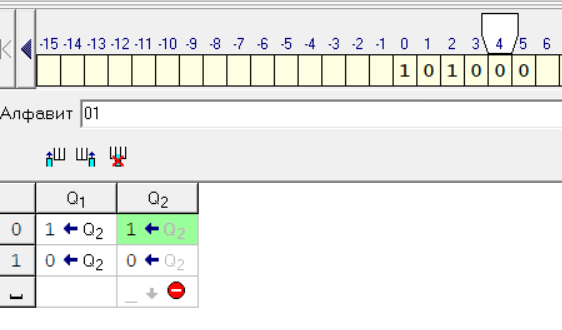 -15 -14 -13 -12 -11 -10 -9 -8 -7 -6 -5 -4 -3 -2 -1 0 1 2 3 4 5 6
1 0 1 0 0 0
Алфавит 01
Q1 Q2
0 1 ← Q2 1 ← Q2
1 0 ← Q2 0 ← Q2
␣ _ ↓